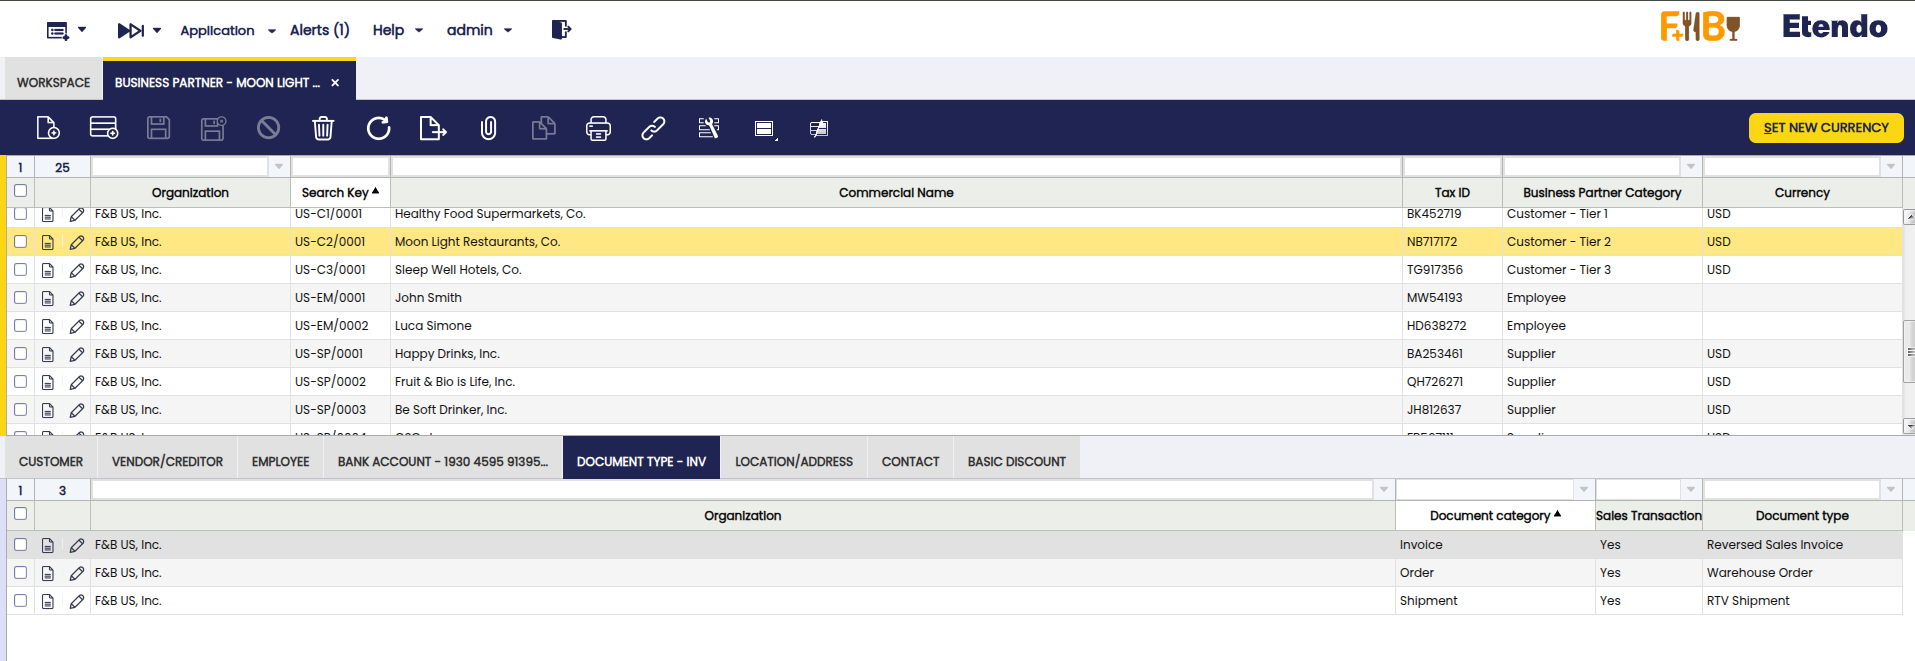 Application Alerts (1) Help admin F&B Etendo
WORKSPACE BUSINESS PARTNER - MOON LIGHT ... ×
SET NEW CURRENCY
1 25
Organization Search Key Commercial Name Tax ID Business Partner Category Currency
F&B US, Inc. US-C1/0001 Healthy Food Supermarkets, Co. BK452719 Customer - Tier 1 USD
F&B US, Inc. US-C2/0001 Moon Light Restaurants, Co. NB717172 Customer - Tier 2 USD
F&B US, Inc. US-C3/0001 Sleep Well Hotels, Co. TG917356 Customer - Tier 3 USD
F&B US, Inc. US-EM/0001 John Smith MW54193 Employee
F&B US, Inc. US-EM/0002 Luca Simone HD638272 Employee
F&B US, Inc. US-SP/0001 Happy Drinks, Inc. BA253461 Supplier USD
F&B US, Inc. US-SP/0002 Fruit & Bio is Life, Inc. QH726271 Supplier USD
F&B US, Inc. US-SP/0003 Be Soft Drinker, Inc. JH812637 Supplier USD
CUSTOMER VENDOR/CREDITOR EMPLOYEE BANK ACCOUNT - 1930 4595 91395... DOCUMENT TYPE - INV LOCATION/ADDRESS CONTACT BASIC DISCOUNT
1 3
Organization Document category Sales Transaction Document type
F&B US, Inc. Invoice Yes Reversed Sales Invoice
F&B US, Inc. Order Yes Warehouse Order
F&B US, Inc. Shipment Yes RTV Shipment